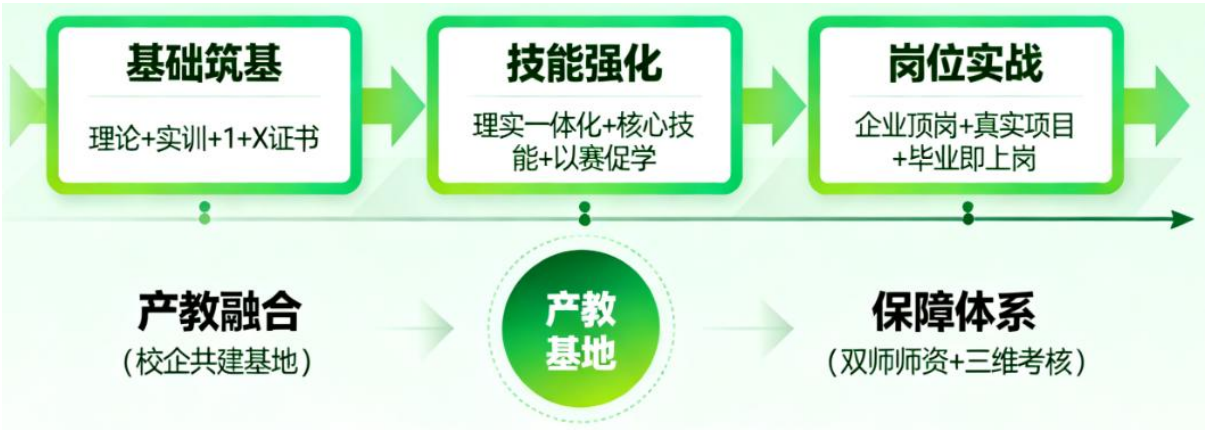 基础筑基
理论+实训+1+X证书
技能强化
理实一体化+核心技
能+以赛促学
岗位实战
企业顶岗+真实项目
+毕业即上岗
产教融合
（校企共建基地）
产教
基地
保障体系
（双师师资+三维考核）